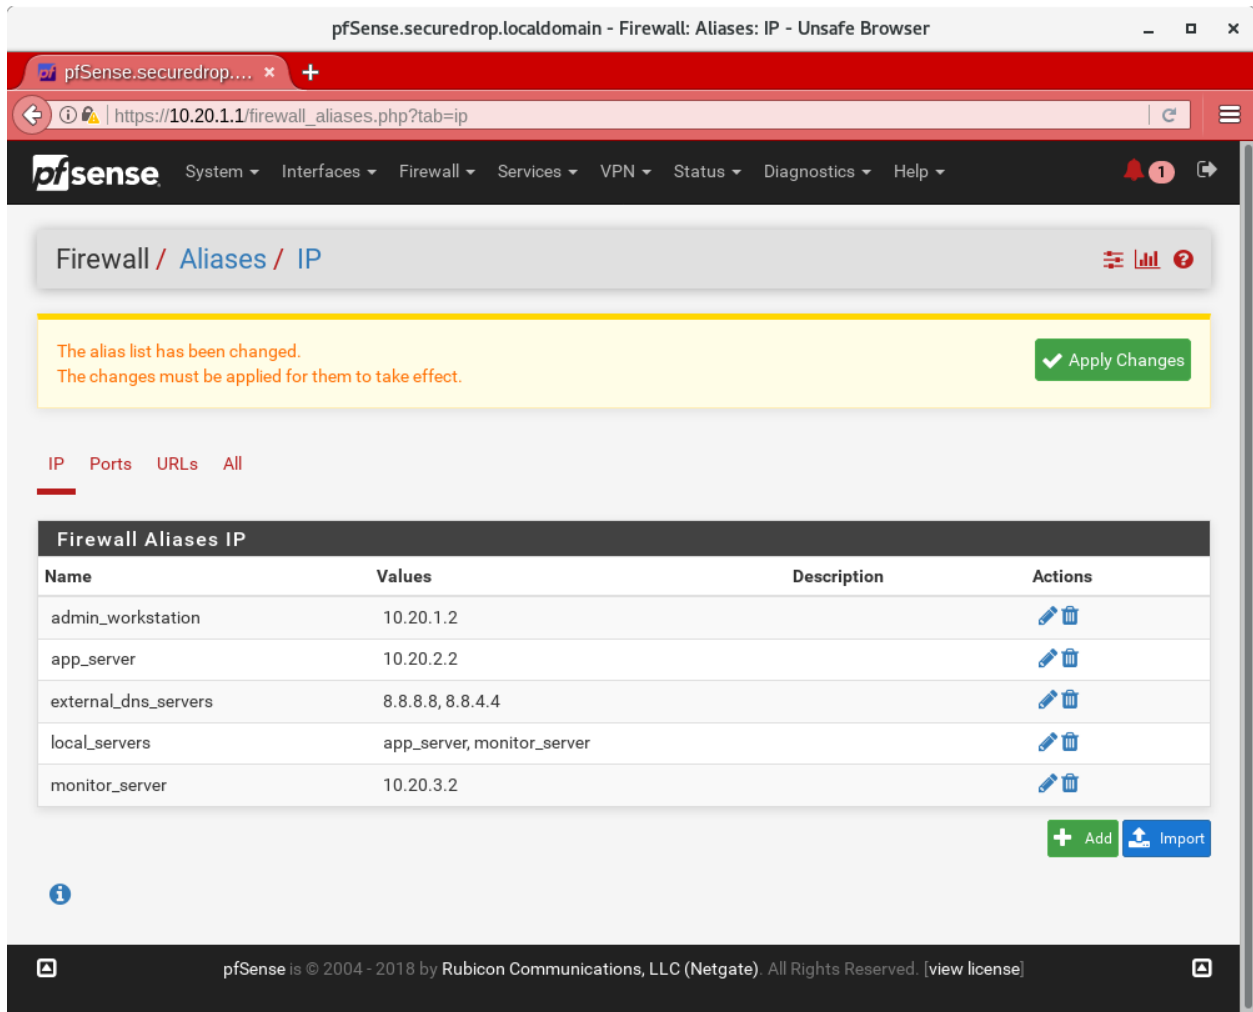 pfSense.securedrop.localdomain - Firewall: Aliases: IP - Unsafe Browser
pf pfSense.securedrop....
https://10.20.1.1/firewall_aliases.php?tab=ip
pfsense System Interfaces Firewall Services VPN Status Diagnostics Help 1
Firewall / Aliases / IP
The alias list has been changed.
The changes must be applied for them to take effect.
Apply Changes
IP Ports URLs All
Firewall Aliases IP
Name Values Description Actions
admin_workstation 10.20.1.2
app_server 10.20.2.2
external_dns_servers 8.8.8.8, 8.8.4.4
local_servers app_server, monitor_server
monitor_server 10.20.3.2
Add Import
pfSense is © 2004 - 2018 by Rubicon Communications, LLC (Netgate). All Rights Reserved. [view license]